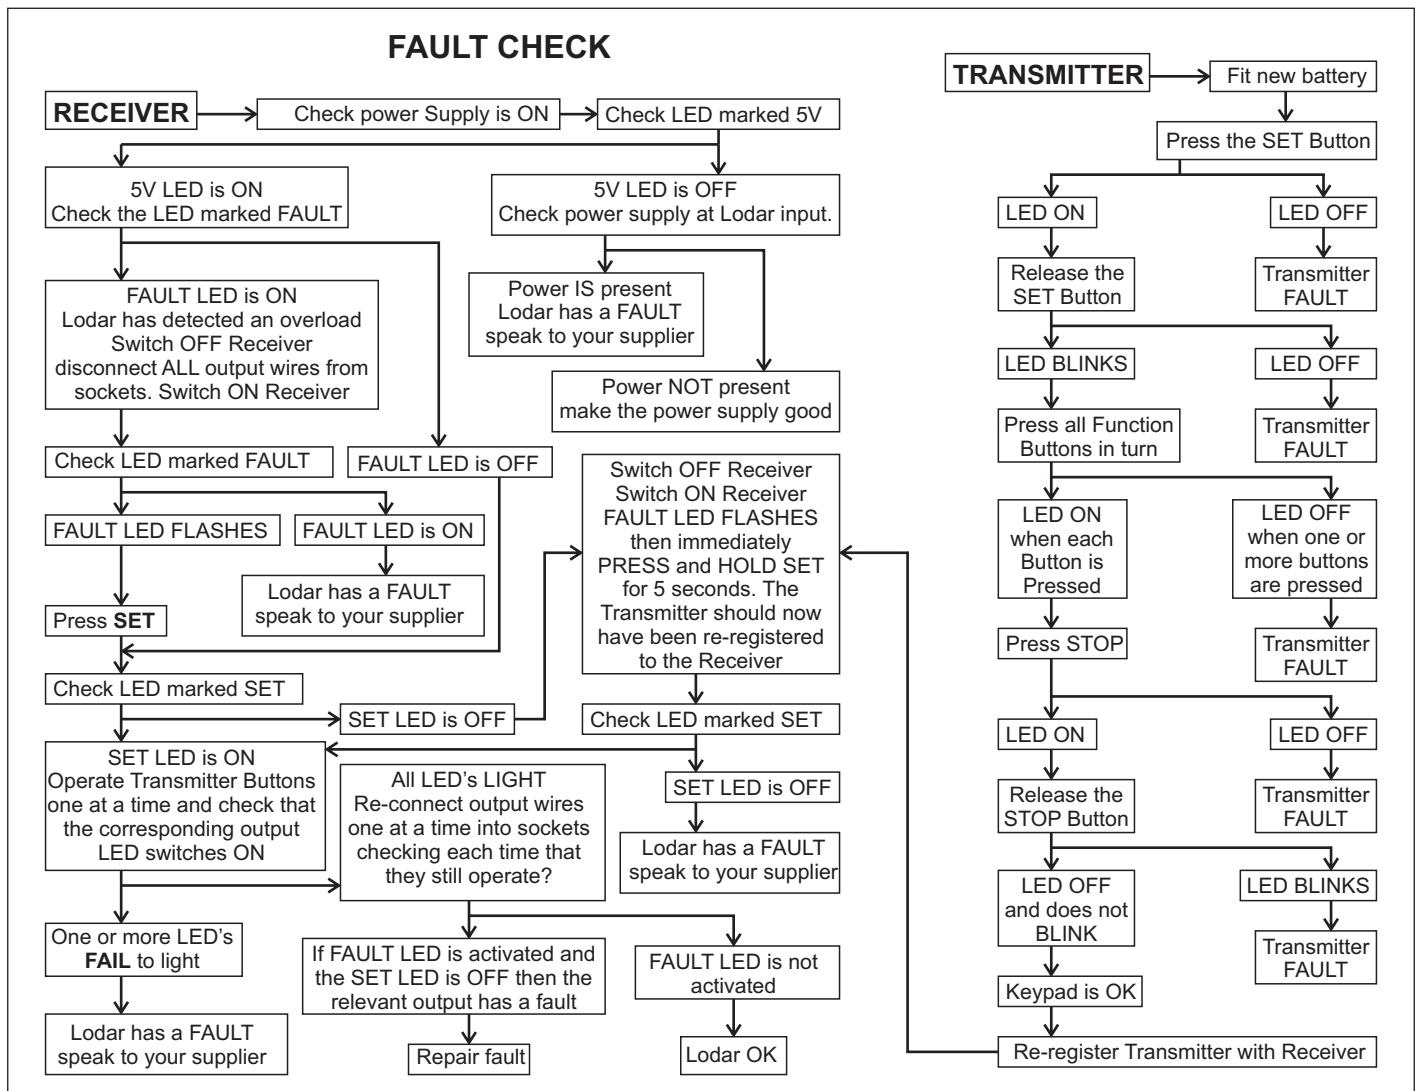 FAULT CHECK
RECEIVER
Check power Supply is ON
Check LED marked 5V
5V LED is ON
Check the LED marked FAULT
5V LED is OFF
Check power supply at Lodar input.
FAULT LED is ON
Lodar has detected an overload
Switch OFF Receiver
disconnect ALL output wires from
sockets. Switch ON Receiver
Power IS present
Lodar has a FAULT
speak to your supplier
Power NOT present
make the power supply good
Check LED marked FAULT
FAULT LED is OFF
FAULT LED FLASHES
FAULT LED is ON
Lodar has a FAULT
speak to your supplier
Press SET
Check LED marked SET
SET LED is OFF
Switch OFF Receiver
Switch ON Receiver
FAULT LED FLASHES
then immediately
PRESS and HOLD SET
for 5 seconds. The
Transmitter should now
have been re-registered
to the Receiver
Check LED marked SET
SET LED is OFF
Lodar has a FAULT
speak to your supplier
SET LED is ON
Operate Transmitter Buttons
one at a time and check that
the corresponding output
LED switches ON
All LED's LIGHT
Re-connect output wires
one at a time into sockets
checking each time that
they still operate?
One or more LED's
FAIL to light
Lodar has a FAULT
speak to your supplier
If FAULT LED is activated and
the SET LED is OFF then the
relevant output has a fault
Repair fault
FAULT LED is not
activated
Lodar OK
TRANSMITTER
Fit new battery
Press the SET Button
LED ON
LED OFF
Release the
SET Button
Transmitter
FAULT
LED BLINKS
LED OFF
Press all Function
Buttons in turn
Transmitter
FAULT
LED ON
when each
Button is
Pressed
LED OFF
when one or
more buttons
are pressed
Press STOP
Transmitter
FAULT
LED ON
LED OFF
Release the
STOP Button
Transmitter
FAULT
LED OFF
and does not
BLINK
LED BLINKS
Transmitter
FAULT
Keypad is OK
Re-register Transmitter with Receiver